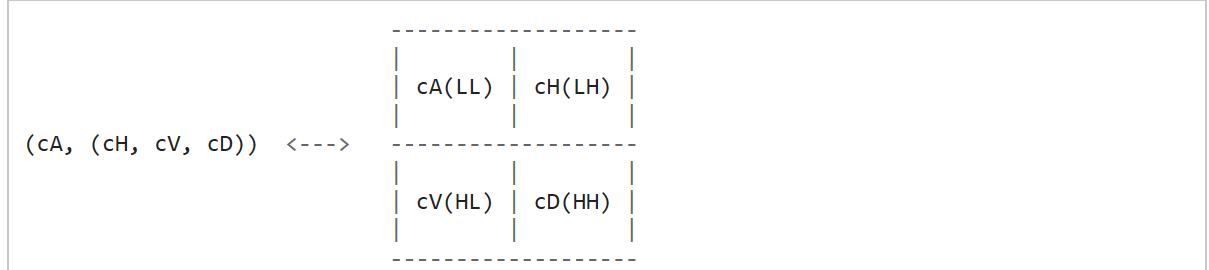 -------------------
|        |        |
| cA(LL) | cH(LH) |
|        |        |
(cA, (cH, cV, cD))  <--->   -------------------
|        |        |
| cV(HL) | cD(HH) |
|        |        |
-------------------